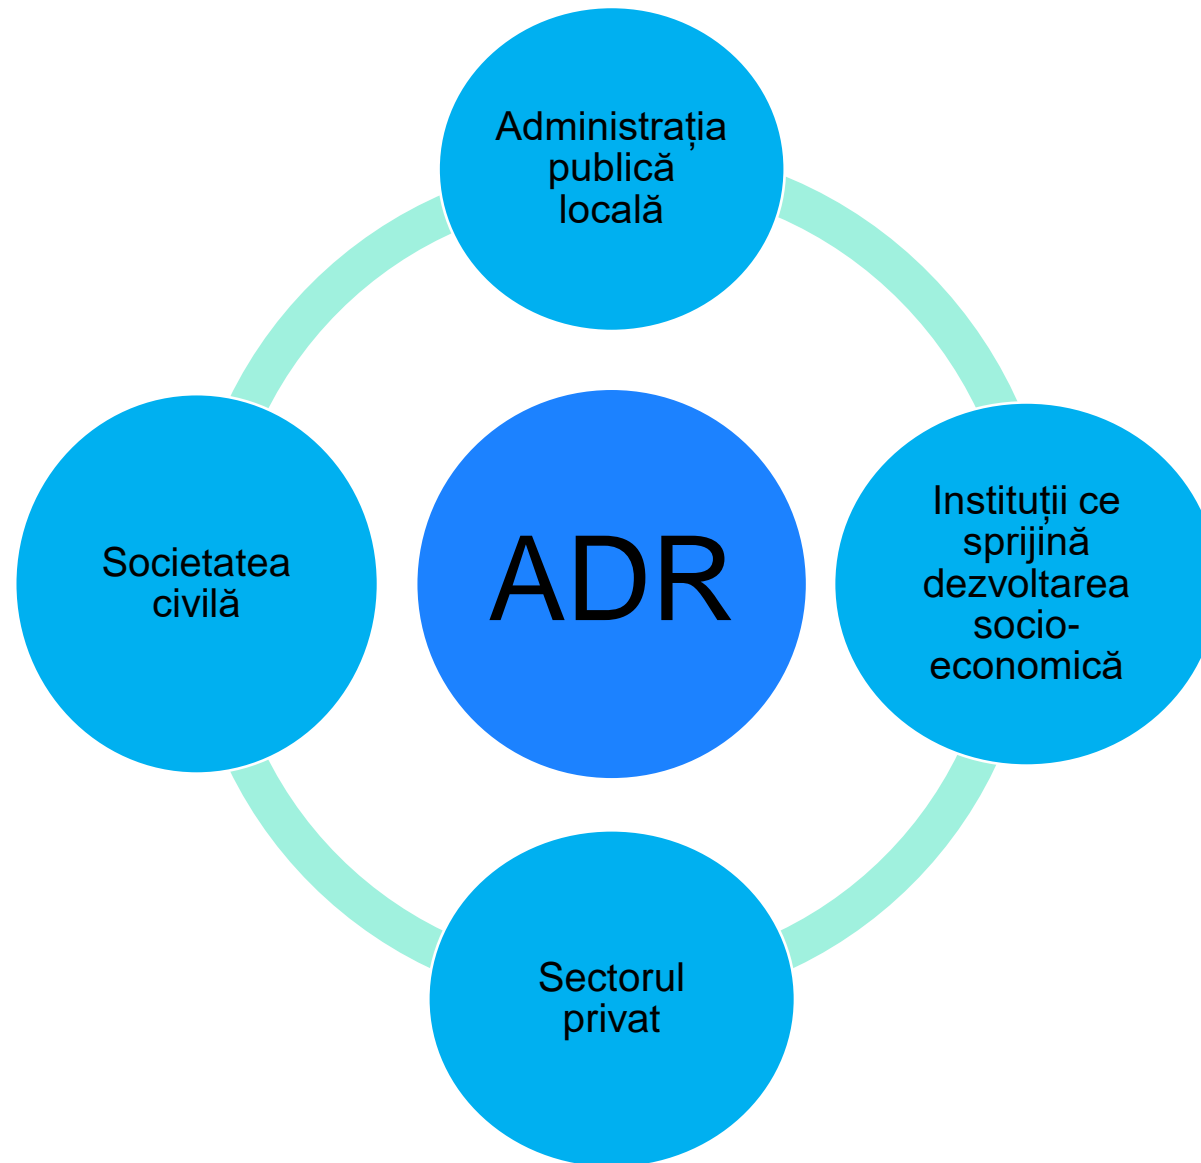 Administrația
publică
locală
Societatea
civilă
ADR
Instituții ce
sprijină
dezvoltarea
socio-
economică
Sectorul
privat